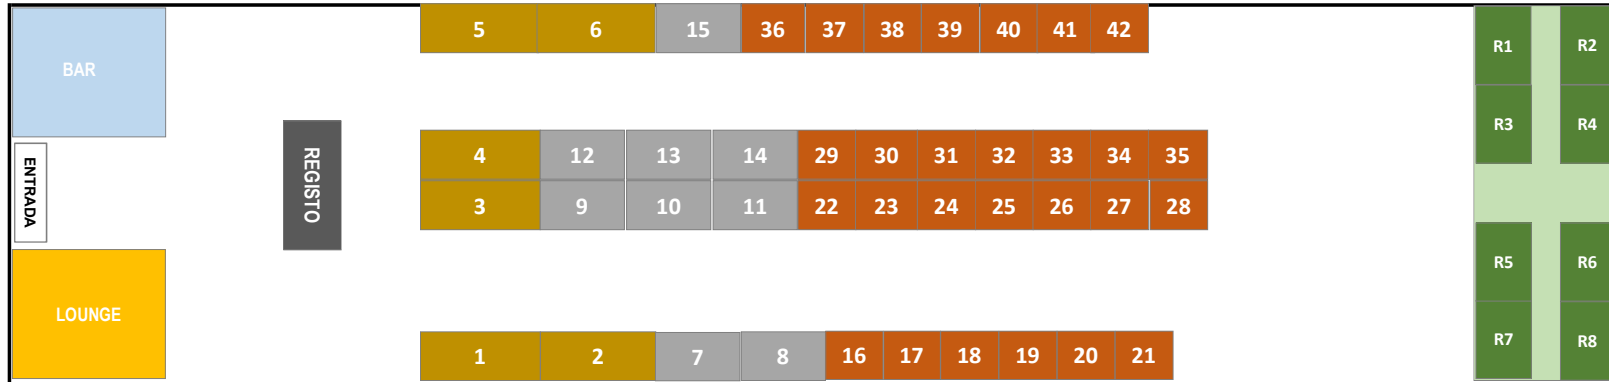 5 6 15 36 37 38 39 40 41 42
R1 R2
BAR
R3 R4
4 12 13 14 29 30 31 32 33 34 35
ENTRADA
REGISTO
3 9 10 11 22 23 24 25 26 27 28
R5 R6
LOUNGE
R7 R8
1 2 7 8 16 17 18 19 20 21